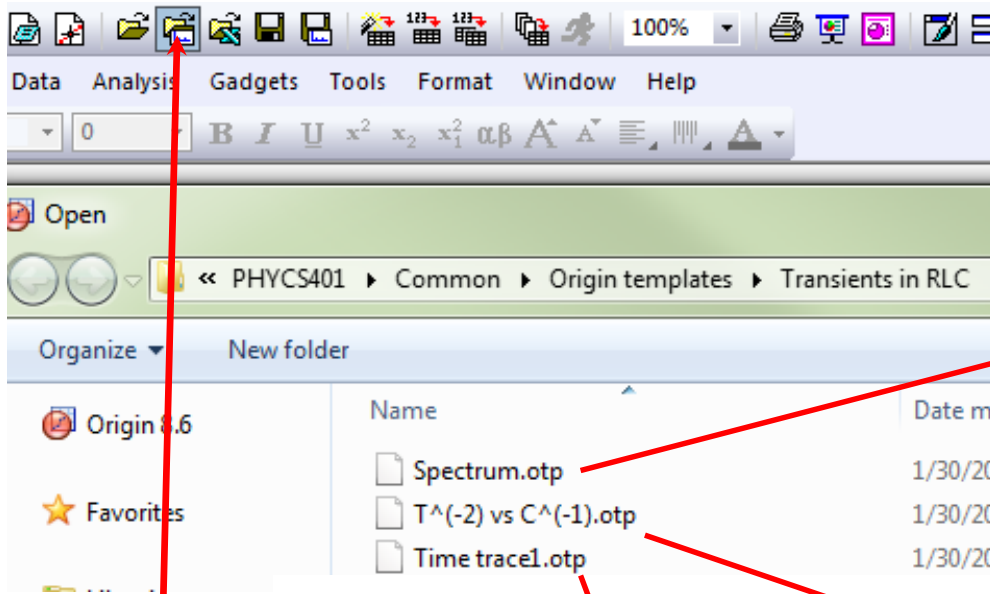 100%
Data Analysis Gadgets Tools Format Window Help
0 B I U x² x₂ x₁² αβ A A A
Open
« PHYCS401 Common Origin templates Transients in RLC
Organize New folder
Name Date m
Origin 8.6
Spectrum.otp 1/30/20
Favorites T^(-2) vs C^(-1).otp 1/30/20
Time trace1.otp 1/30/20